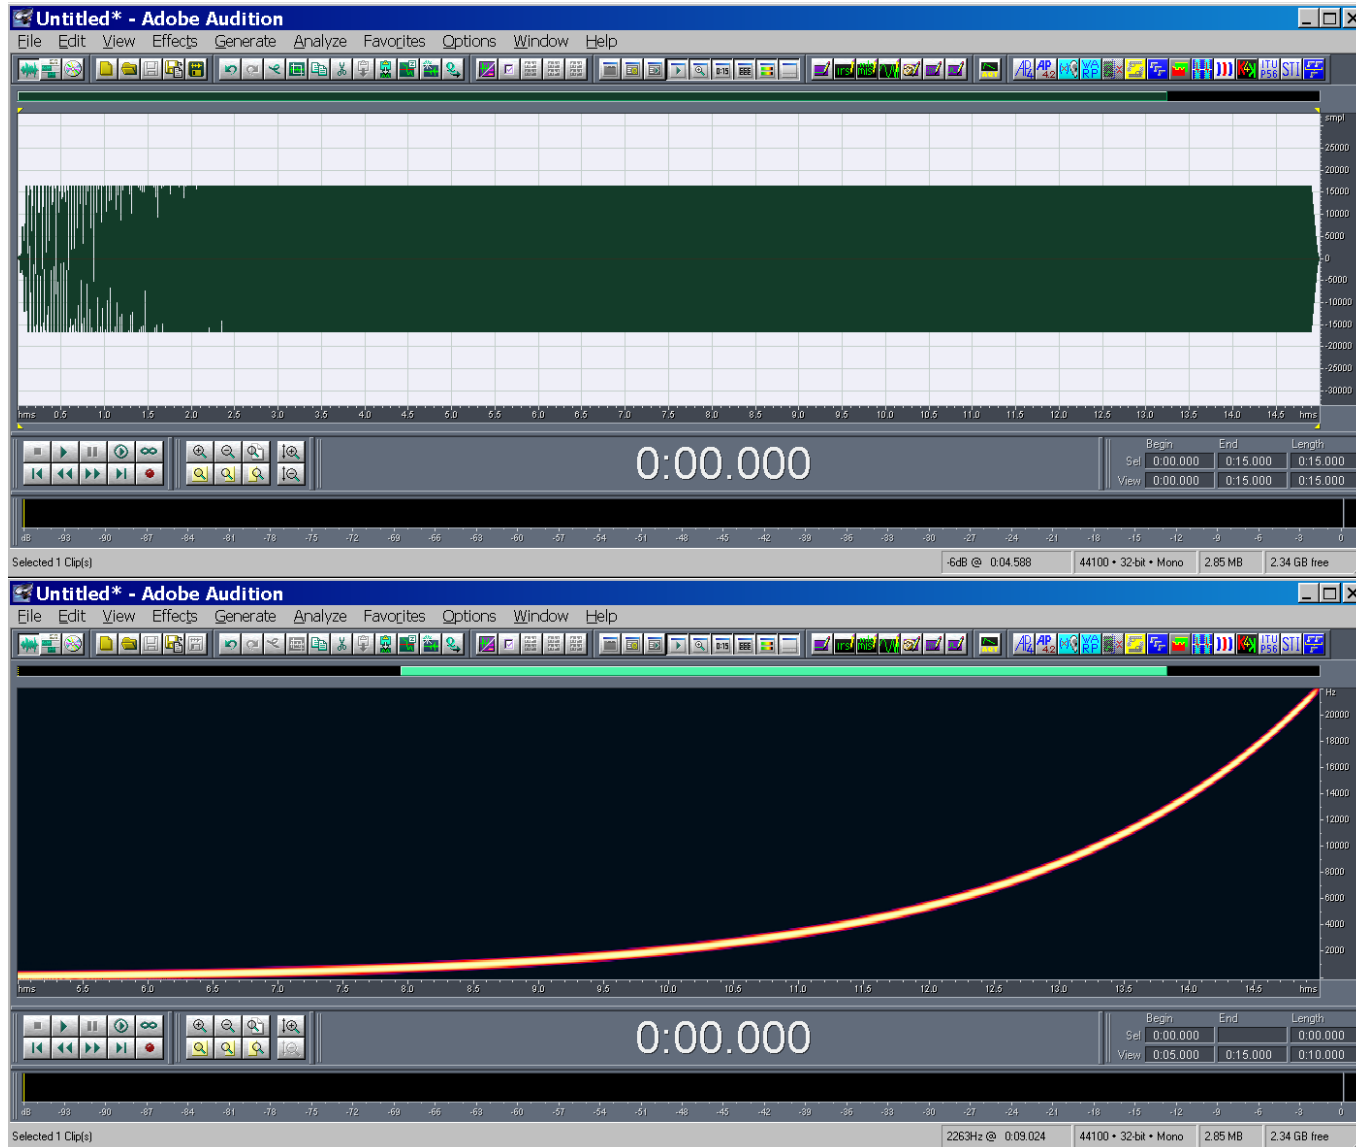 Untitled* - Adobe Audition
File Edit View Effects Generate Analyze Favorites Options Window Help
smpl
25000
20000
15000
10000
5000
0
-5000
-10000
-15000
-20000
-25000
-30000
hms 0.5 1.0 1.5 2.0 2.5 3.0 3.5 4.0 4.5 5.0 5.5 6.0 6.5 7.0 7.5 8.0 8.5 9.0 9.5 10.0 10.5 11.0 11.5 12.0 12.5 13.0 13.5 14.0 14.5 hms
0:00.000
Begin End Length
Sel 0:00.000 0:15.000 0:15.000
View 0:00.000 0:15.000 0:15.000
dB -93 -90 -87 -84 -81 -78 -75 -72 -69 -66 -63 -60 -57 -54 -51 -48 -45 -42 -39 -36 -33 -30 -27 -24 -21 -18 -15 -12 -9 -6 -3 0
Selected 1 Clip(s) -6dB @ 0:04.588 44100 • 32-bit • Mono 2.85 MB 2.34 GB free
Untitled* - Adobe Audition
File Edit View Effects Generate Analyze Favorites Options Window Help
Hz
20000
18000
16000
14000
12000
10000
8000
6000
4000
2000
hms 5.5 6.0 6.5 7.0 7.5 8.0 8.5 9.0 9.5 10.0 10.5 11.0 11.5 12.0 12.5 13.0 13.5 14.0 14.5 hms
0:00.000
Begin End Length
Sel 0:00.000 0:00.000
View 0:05.000 0:15.000 0:10.000
dB -93 -90 -87 -84 -81 -78 -75 -72 -69 -66 -63 -60 -57 -54 -51 -48 -45 -42 -39 -36 -33 -30 -27 -24 -21 -18 -15 -12 -9 -6 -3 0
Selected 1 Clip(s) 2263Hz @ 0:09.024 44100 • 32-bit • Mono 2.85 MB 2.34 GB free